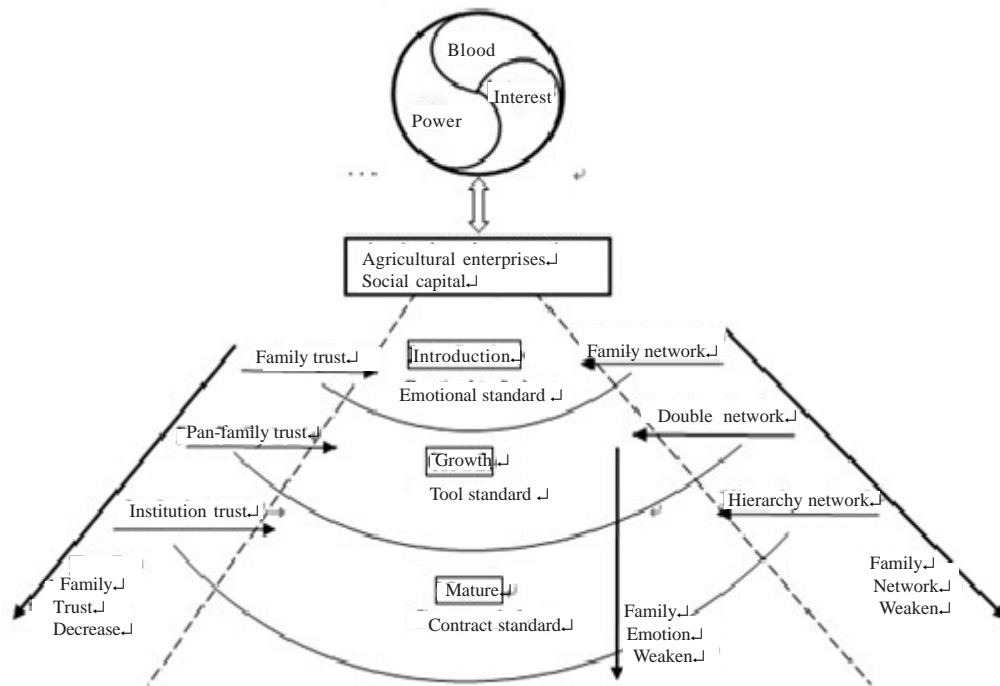 Blood
Interest
Power
Agricultural enterprises
Social capital
Family trust
Introduction
Family network
Emotional standard
Pan-family trust
Double network
Growth
Tool standard
Institution trust
Hierarchy network
Mature
Contract standard
Family
Trust
Decrease
Family
Emotion
Weaken
Family
Network
Weaken